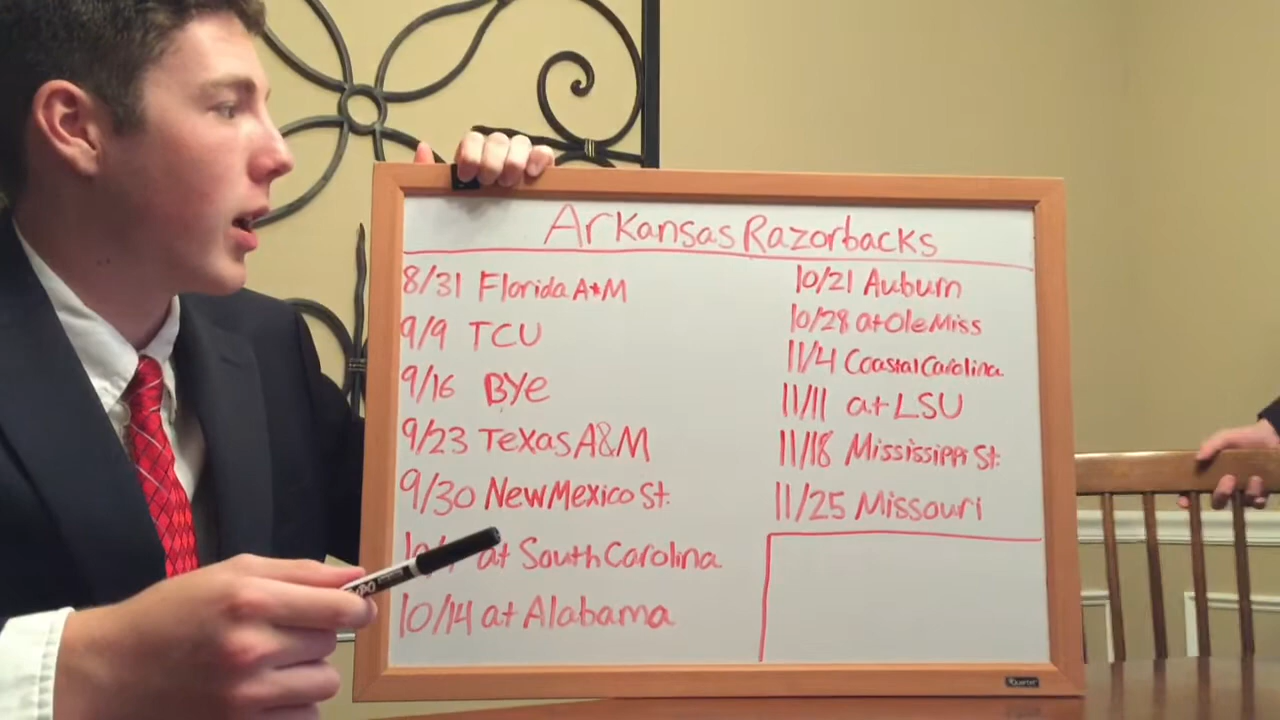 Arkansas Razorbacks
8/31 Florida A&M
9/9 TCU
9/16 Bye
9/23 Texas A&M
9/30 New Mexico St.
at South Carolina
10/14 at Alabama
10/21 Auburn
10/28 at Ole Miss
11/4 Coastal Carolina
11/11 at LSU
11/18 Mississippi St.
11/25 Missouri
Quartet